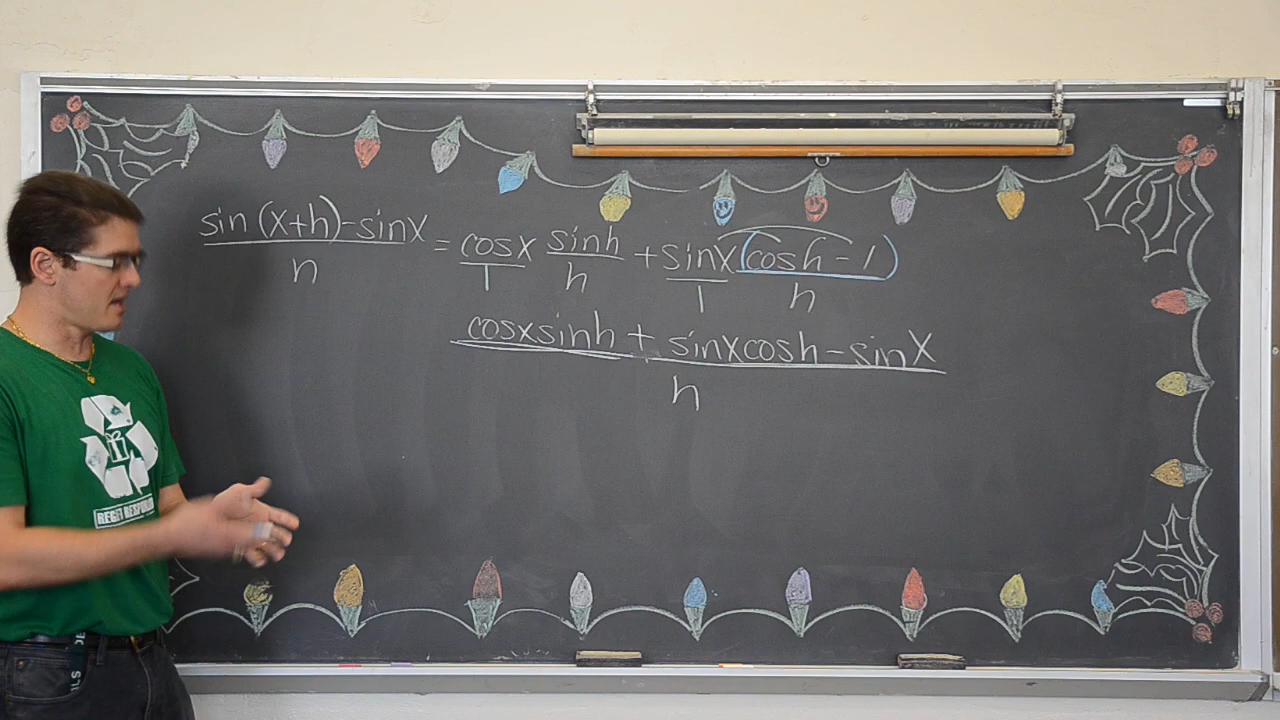 sin (x+h)-sinx = cosx sinh + sinx(cosh - 1)
h 1 h 1 h
cosxsinh + sinxcosh - sinx
h